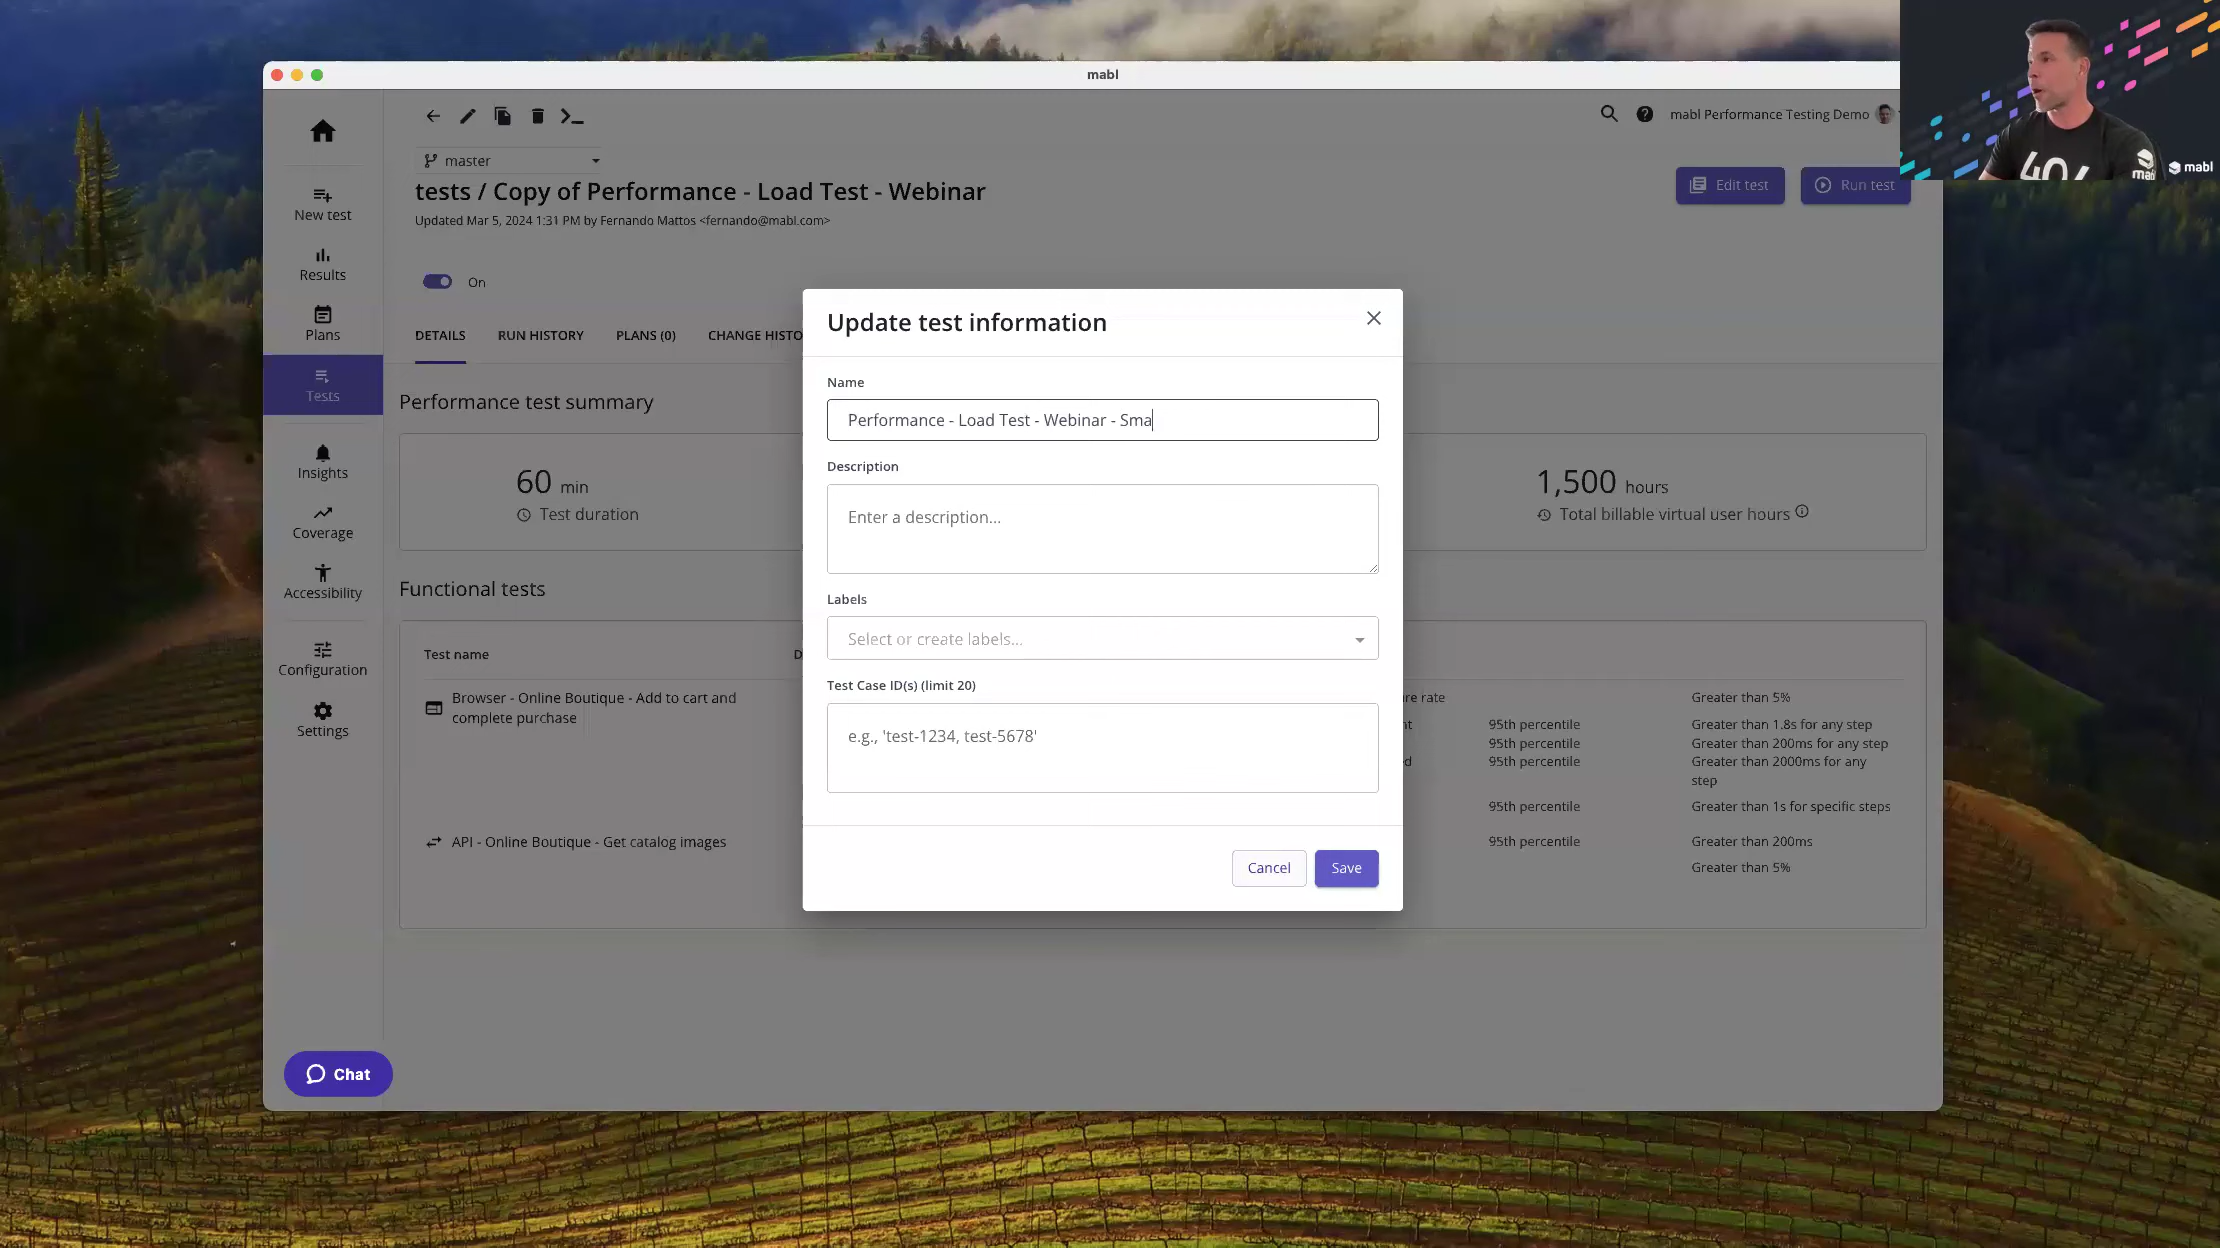 mabl
mabl Performance Testing Demo
404
mabl
mabl
master
tests / Copy of Performance - Load Test - Webinar
Updated Mar 5, 2024 1:31 PM by Fernando Mattos <fernando@mabl.com>
Edit test
Run test
On
DETAILS
RUN HISTORY
PLANS (0)
CHANGE HISTO
New test
Results
Plans
Tests
Insights
Coverage
Accessibility
Configuration
Settings
Chat
Performance test summary
60 min
Test duration
1,500 hours
Total billable virtual user hours
Functional tests
Test name
D
Browser - Online Boutique - Add to cart and
complete purchase
ure rate
Greater than 5%
nt
95th percentile
Greater than 1.8s for any step
95th percentile
Greater than 200ms for any step
ed
95th percentile
Greater than 2000ms for any
step
95th percentile
Greater than 1s for specific steps
API - Online Boutique - Get catalog images
95th percentile
Greater than 200ms
Greater than 5%
Update test information
Name
Performance - Load Test - Webinar - Sma
Description
Enter a description...
Labels
Select or create labels...
Test Case ID(s) (limit 20)
e.g., 'test-1234, test-5678'
Cancel
Save